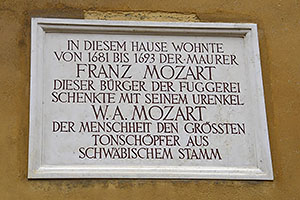 IN DIESEM HAUSE WOHNTE
VON 1681 BIS 1693 DER·MAURER
FRANZ MOZART
DIESER BÜRGER DER FUGGEREI
SCHENKTE MIT SEINEM URENKEL
W. A. MOZART
DER MENSCHHEIT DEN GRÖSSTEN
TONSCHÖPFER AUS
SCHWÄBISCHEM STAMM